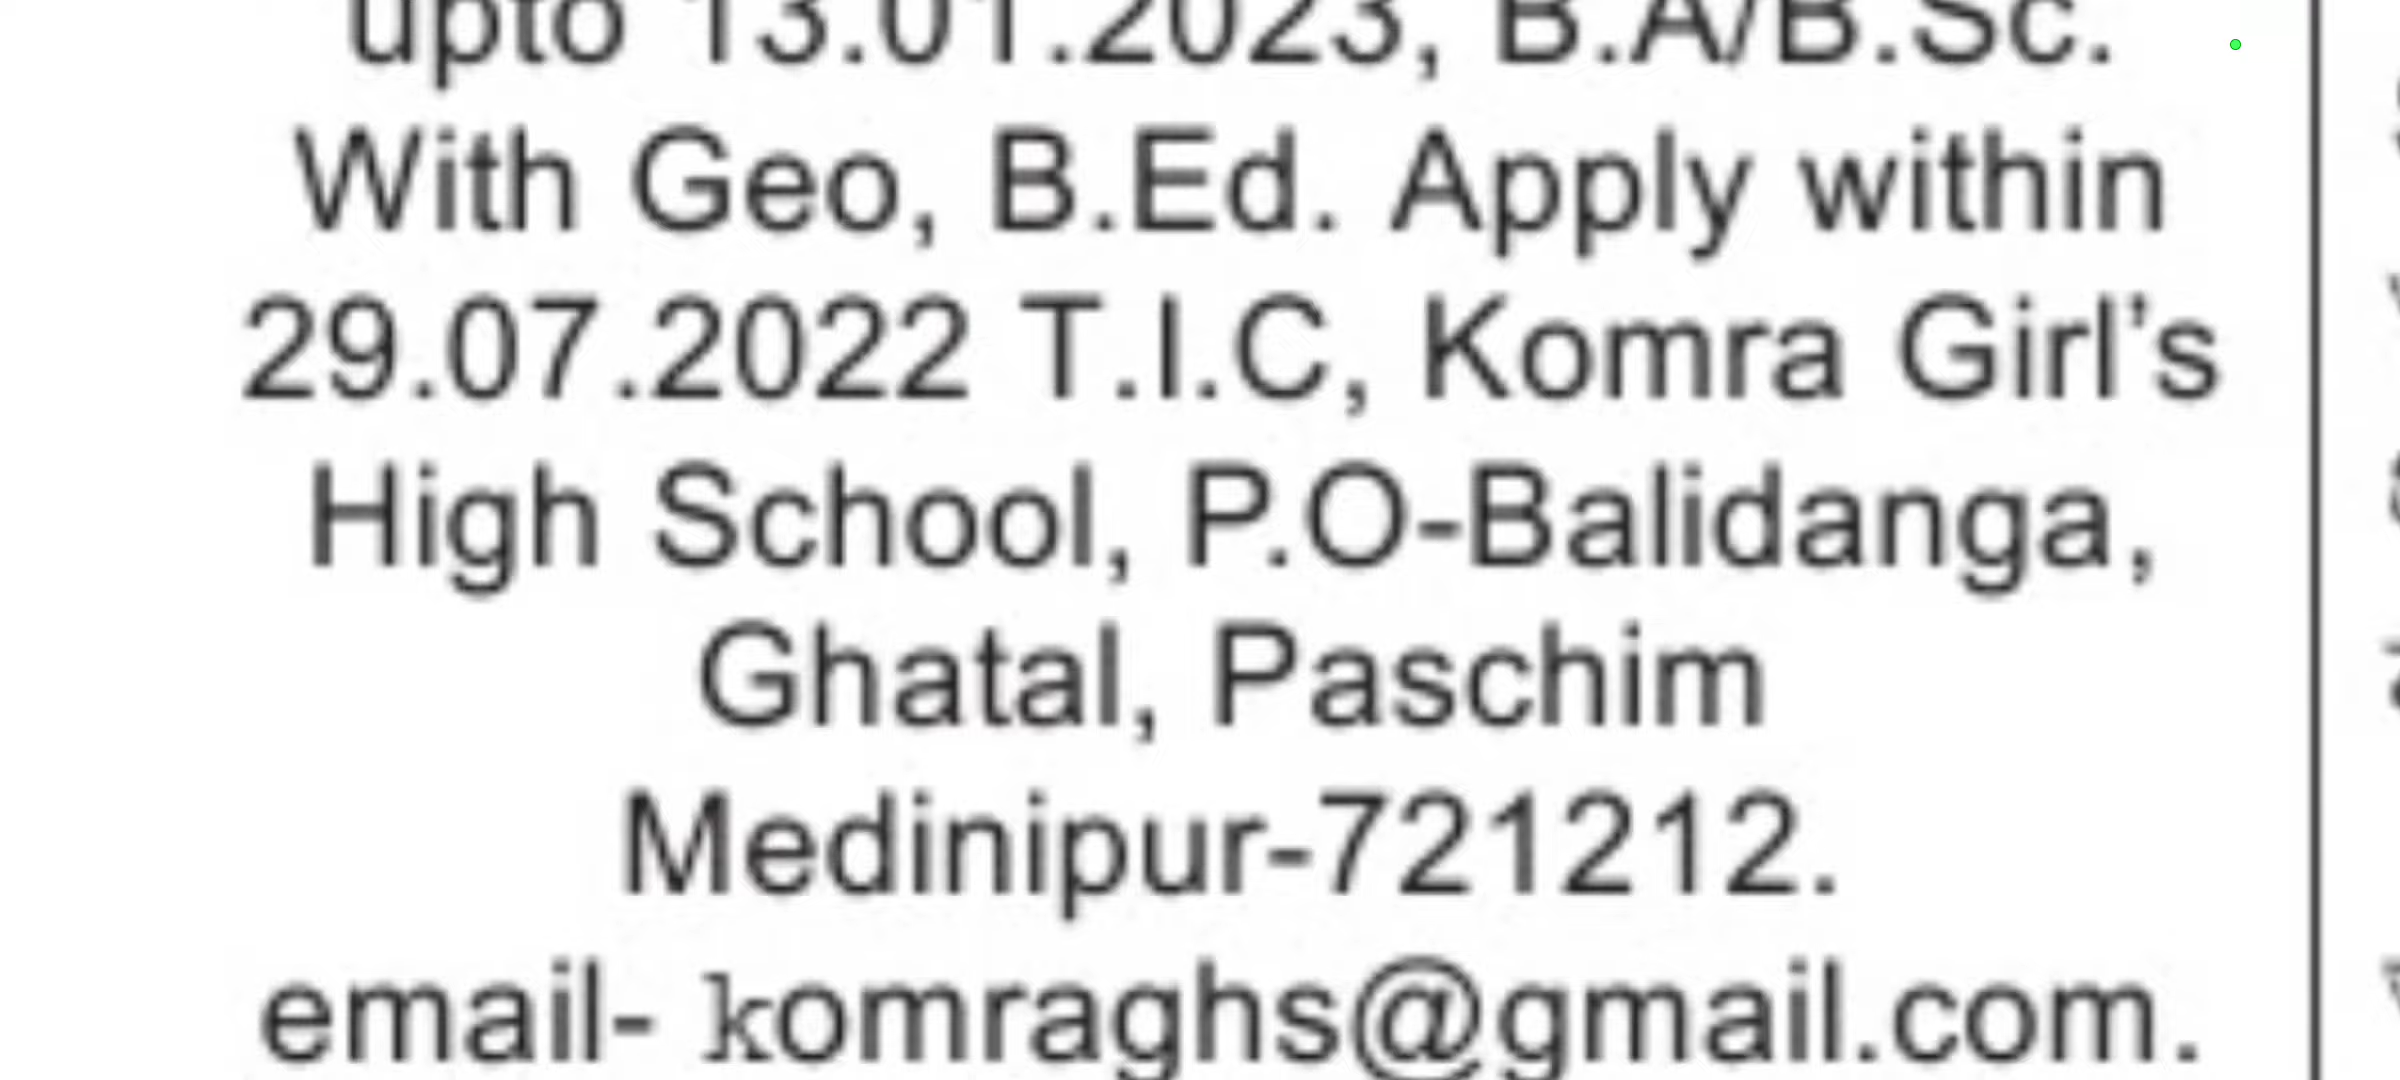 upto 13.01.2023, B.A/B.Sc.
With Geo, B.Ed. Apply within
29.07.2022 T.I.C, Komra Girl’s
High School, P.O-Balidanga,
Ghatal, Paschim
Medinipur-721212.
email- komraghs@gmail.com.